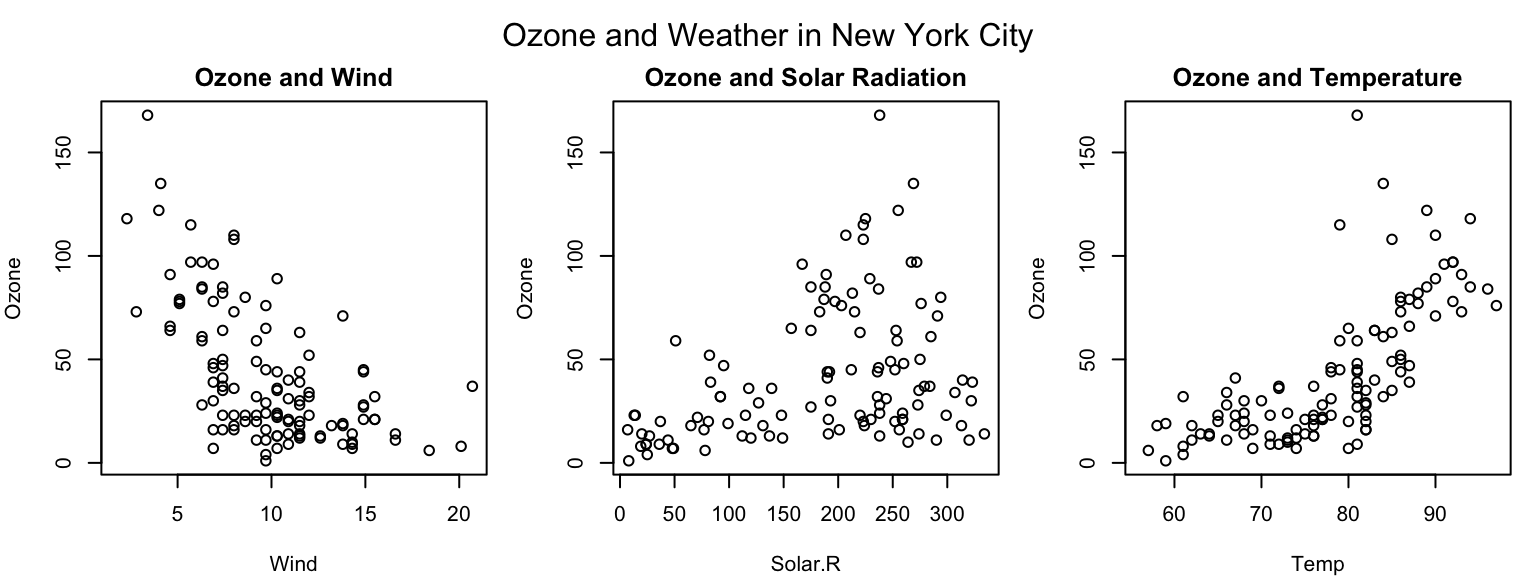 Ozone and Weather in New York City
Ozone and Wind
Ozone
0 50 100 150
5 10 15 20
Wind
Ozone and Solar Radiation
Ozone
0 50 100 150
0 50 100 150 200 250 300
Solar.R
Ozone and Temperature
Ozone
0 50 100 150
60 70 80 90
Temp